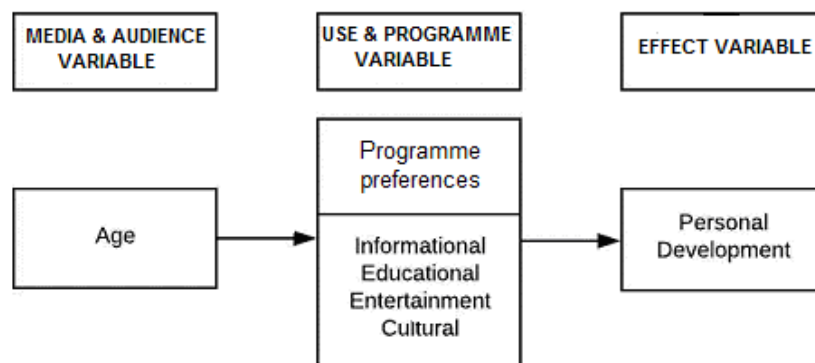 MEDIA & AUDIENCE
VARIABLE
USE & PROGRAMME
VARIABLE
EFFECT VARIABLE
Age
Programme
preferences
Informational
Educational
Entertainment
Cultural
Personal
Development